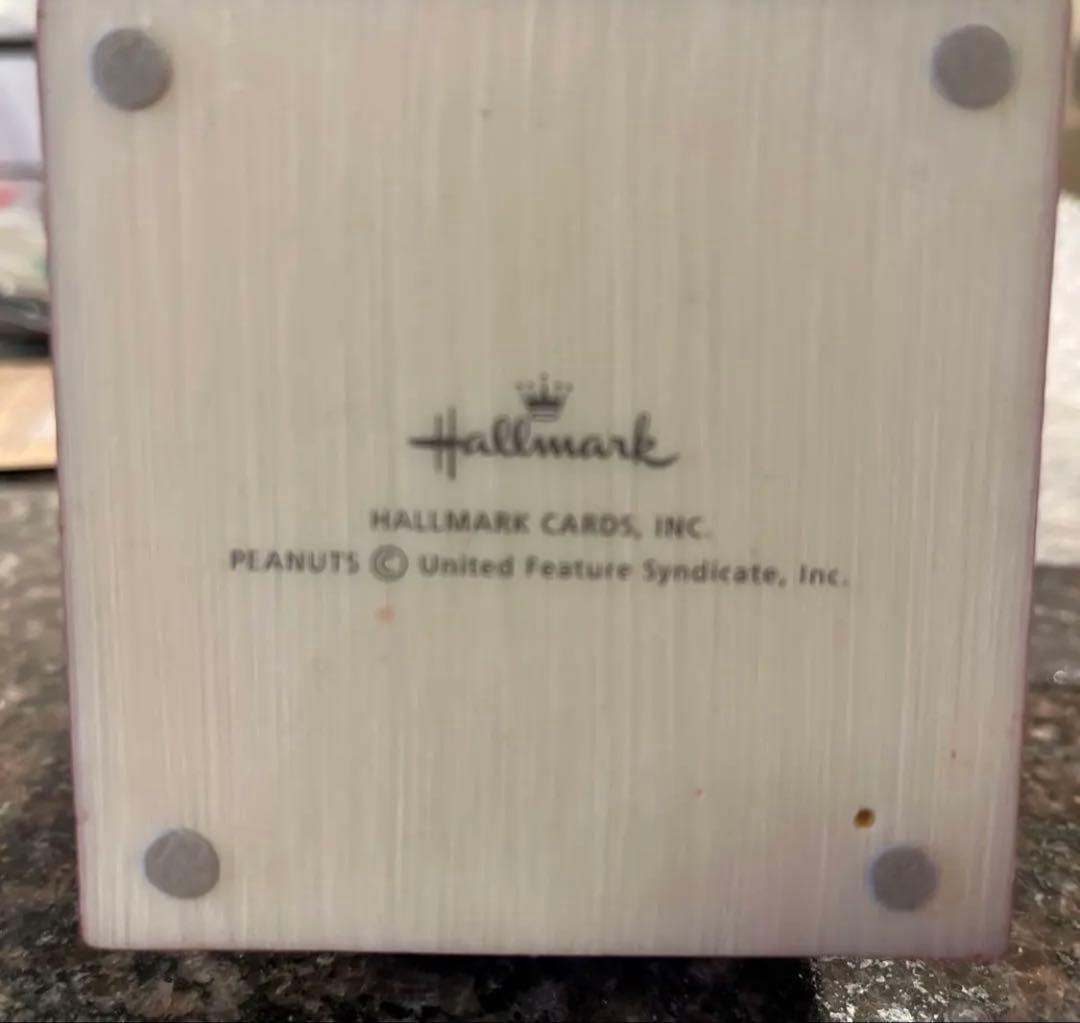 Hallmark
HALLMARK CARDS, INC.
PEANUTS © United Feature Syndicate, Inc.